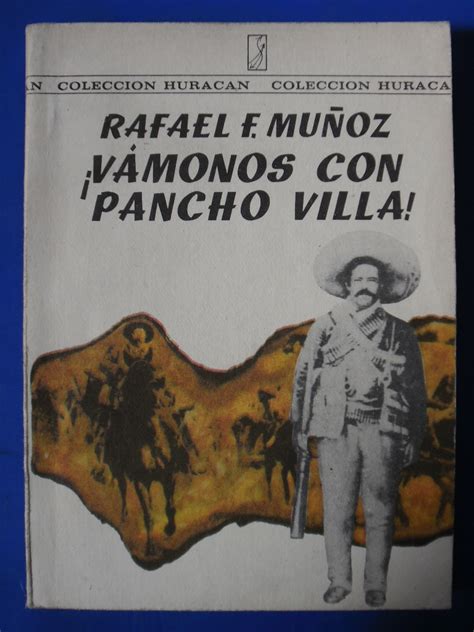 AN COLECCION HURACAN COLECCION HURACA
RAFAEL F. MUÑOZ
¡VÁMONOS CON
PANCHO VILLA!